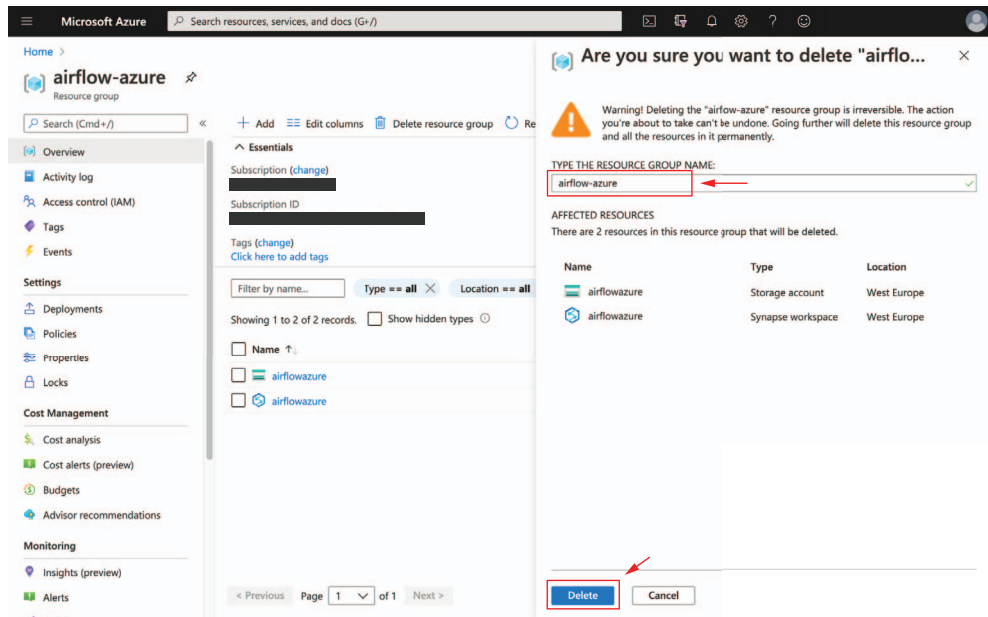 Microsoft Azure
Search resources, services, and docs (G+/)
Home >
airflow-azure
Resource group
Search (Cmd+/)
«
Overview
Activity log
Access control (IAM)
Tags
Events
Settings
Deployments
Policies
Properties
Locks
Cost Management
Cost analysis
Cost alerts (preview)
Budgets
Advisor recommendations
Monitoring
Insights (preview)
Alerts
Add
Edit columns
Delete resource group
Re
Essentials
Subscription (change)
Subscription ID
Tags (change)
Click here to add tags
Filter by name...
Type == all
Location == all
Showing 1 to 2 of 2 records.
Show hidden types
Name ↑↓
airflowazure
airflowazure
< Previous
Page 1 of 1
Next >
Are you sure you want to delete "airflo...
Warning! Deleting the "airfow-azure" resource group is irreversible. The action
you're about to take can't be undone. Going further will delete this resource group
and all the resources in it permanently.
TYPE THE RESOURCE GROUP NAME:
airflow-azure
AFFECTED RESOURCES
There are 2 resources in this resource group that will be deleted.
Name Type Location
airflowazure Storage account West Europe
airflowazure Synapse workspace West Europe
Delete
Cancel